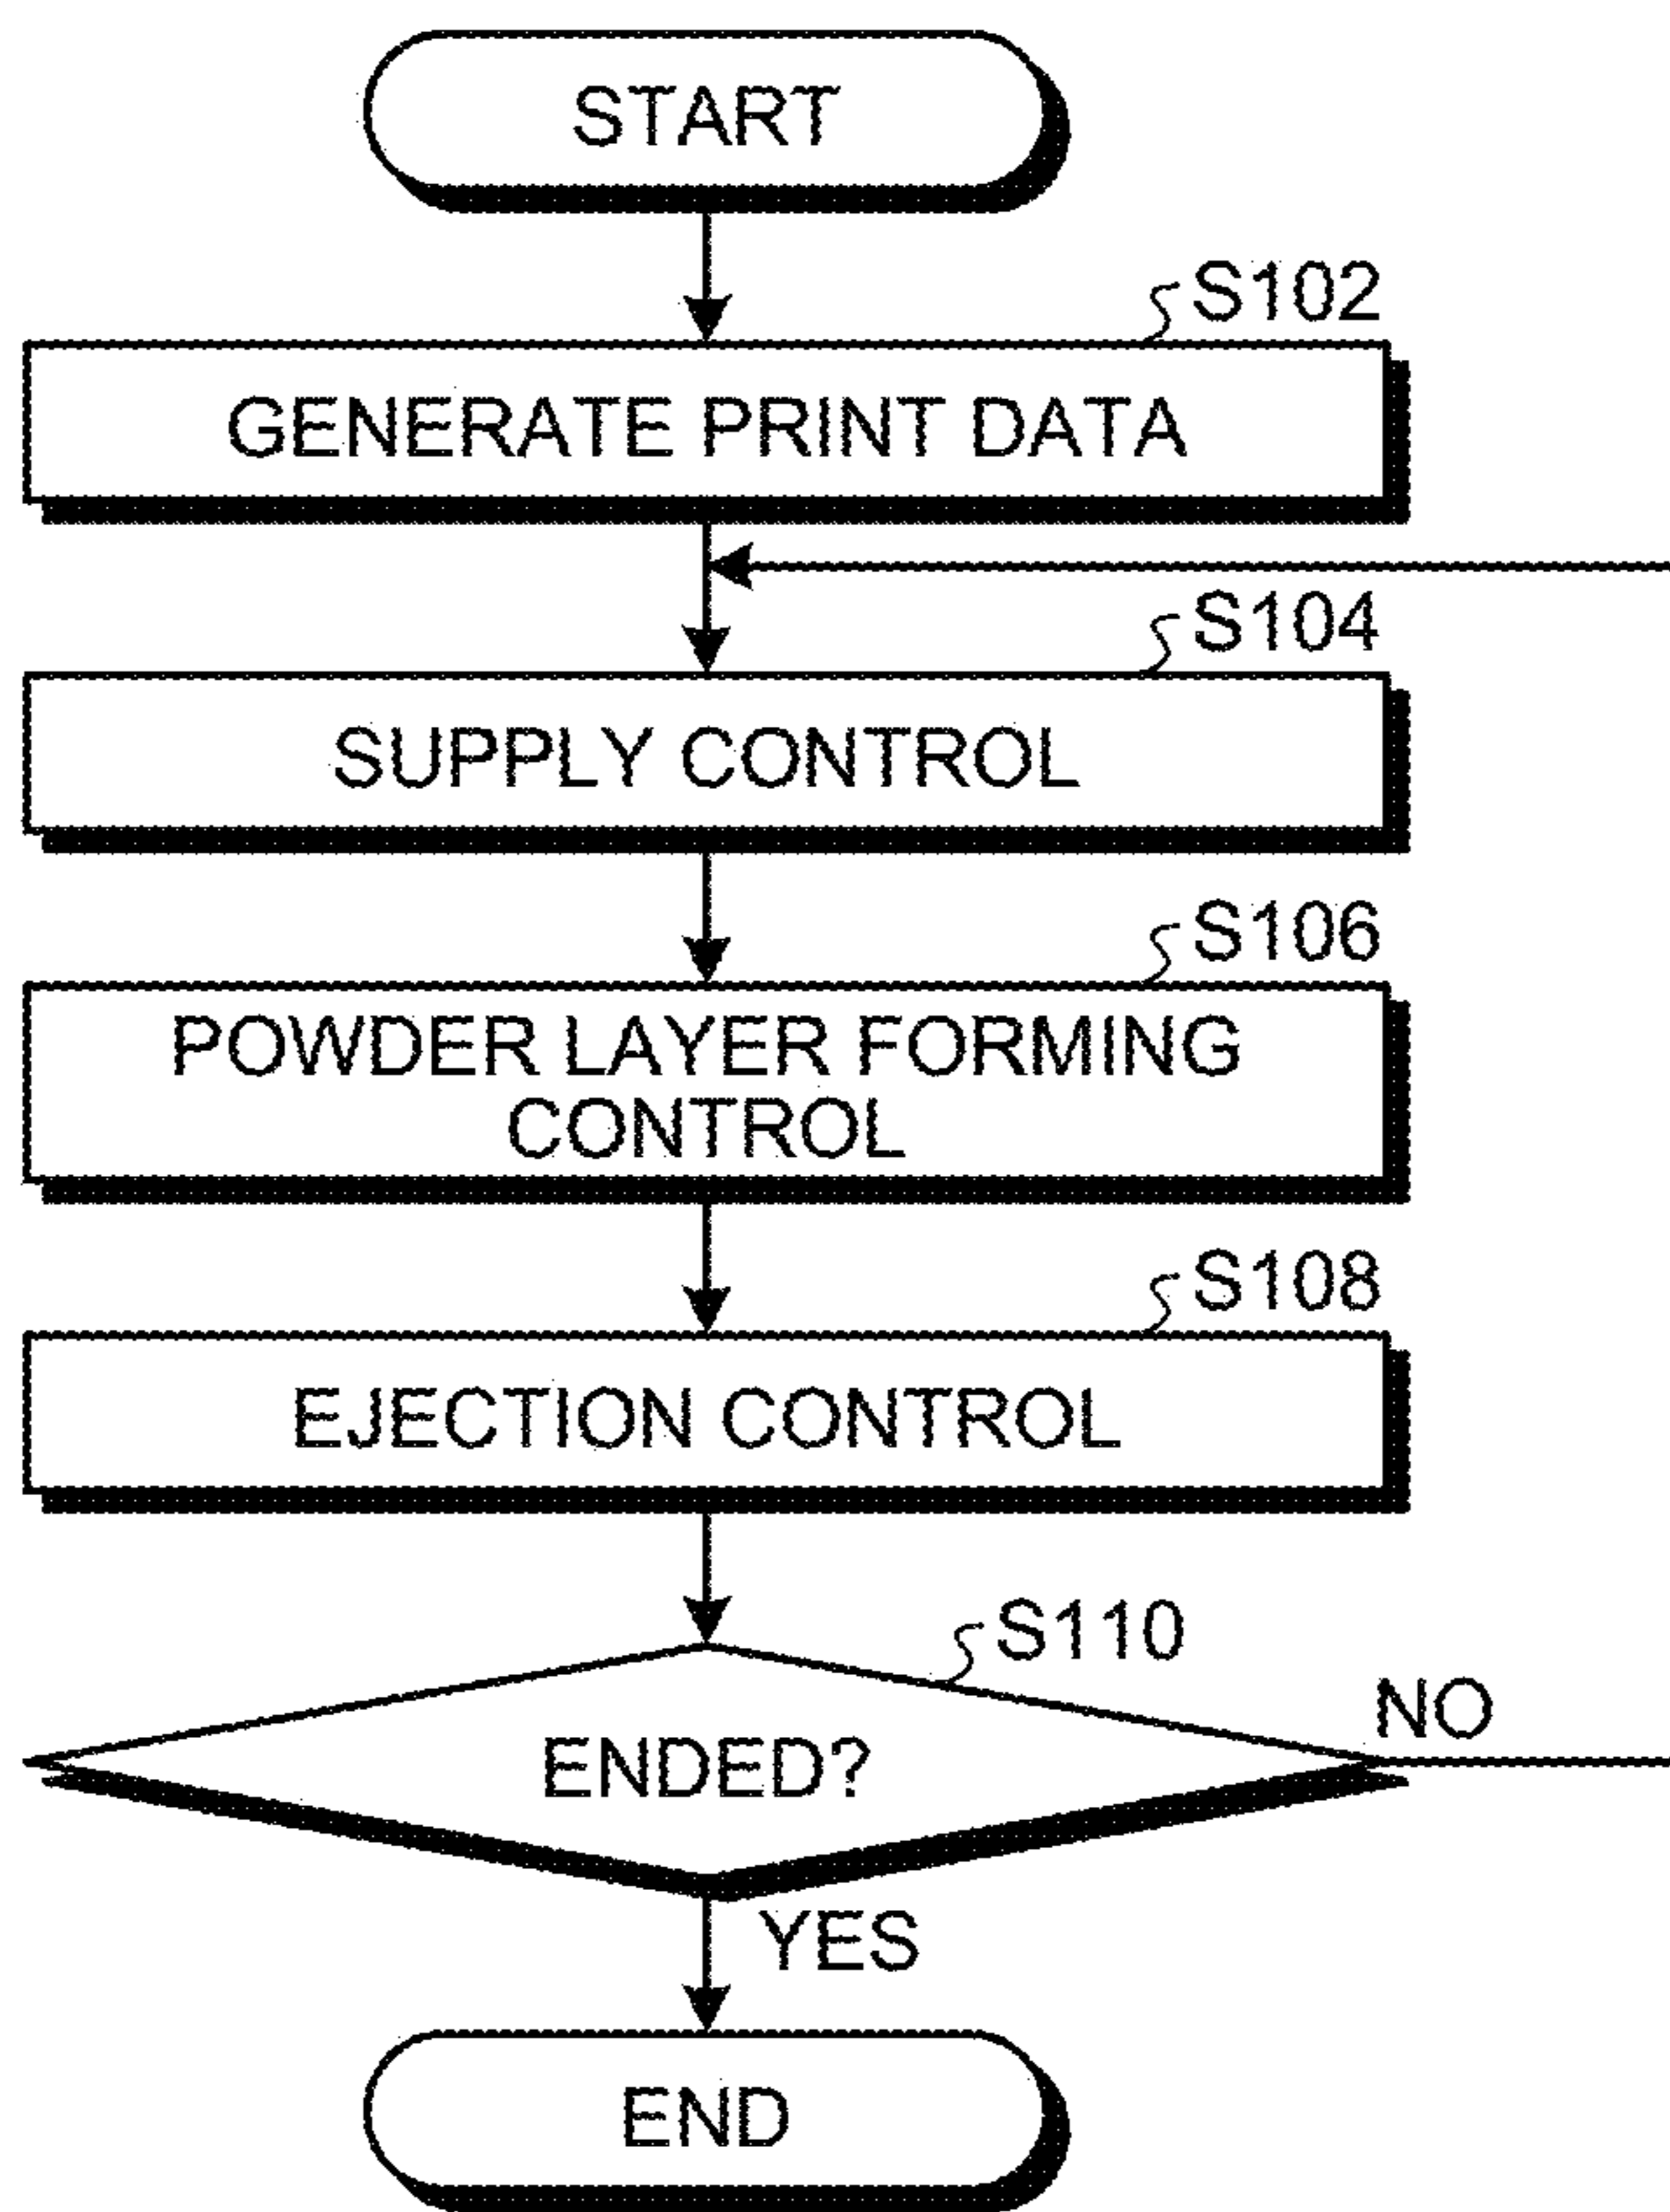 START
S102
GENERATE PRINT DATA
S104
SUPPLY CONTROL
S106
POWDER LAYER FORMING
CONTROL
S108
EJECTION CONTROL
S110
NO
ENDED?
YES
END